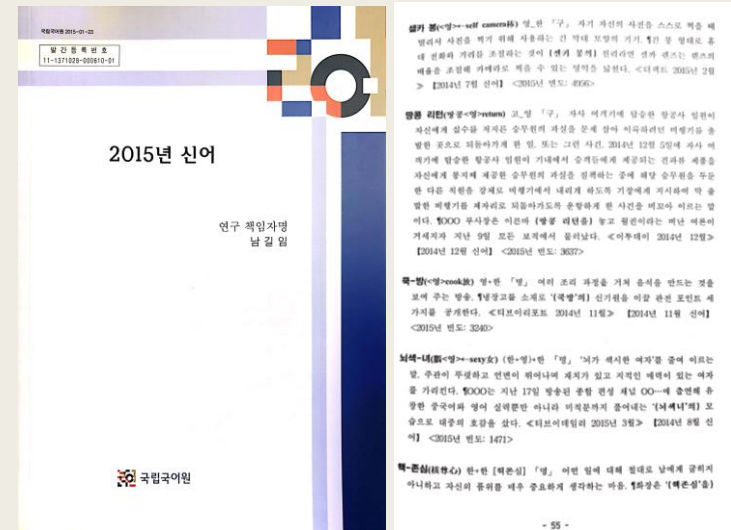 국립국어원 2015-01-23
발간등록번호
11-1371028-000610-01
2015년 신어
연구 책임자명
남길임
국립국어원
셀카 봉(<영>←self camera棒) 영_한 「구」 자기 자신의 사진을 스스로 찍을 때
멀리서 사진을 찍기 위해 사용하는 긴 막대 모양의 기기. ¶긴 봉 형태로 휴
대 전화와 거리를 조절하는 것이 {셀카 봉의} 원리라면 셀카 렌즈는 렌즈의
배율을 조절해 카메라로 찍을 수 있는 영역을 넓힌다. ≪더팩트 2015년 2월
≫ 【2014년 7월 신어】 <2015년 빈도: 4956>
땅콩 리턴(땅콩<영>return) 고_영 「구」 자사 여객기에 탑승한 항공사 임원이
자신에게 실수를 저지른 승무원의 과실을 문제 삼아 이륙하려던 비행기를 출
발한 곳으로 되돌아가게 한 일. 또는 그런 사건. 2014년 12월 5일에 자사 여
객기에 탑승한 항공사 임원이 기내에서 승객들에게 제공되는 견과류 제품을
자신에게 봉지째 제공한 승무원의 과실을 질책하는 중에 해당 승무원을 두둔
한 다른 직원을 강제로 비행기에서 내리게 하도록 기장에게 지시하여 막 출
발한 비행기를 제자리로 되돌아가도록 운항하게 한 사건을 비꼬아 이르는 말
이다. ¶OOO 부사장은 이른바 {땅콩 리턴을} 놓고 월권이라는 비난 여론이
거세지자 지난 9일 모든 보직에서 물러났다. ≪이투데이 2014년 12월≫
【2014년 12월 신어】 <2015년 빈도: 3637>
쿡-방(<영>cook放) 영+한 「명」 여러 조리 과정을 거쳐 음식을 만드는 것을
보여 주는 방송. ¶냉장고를 소재로 '{쿡방'의} 신기원을 이끌 관전 포인트 세
가지를 공개한다. ≪티브이리포트 2014년 11월≫ 【2014년 11월 신어】
<2015년 빈도: 3240>
뇌섹-녀(腦<영>←sexy女) (한+영)+한 「명」 '뇌가 섹시한 여자'를 줄여 이르는
말. 주관이 뚜렷하고 언변이 뛰어나며 재치가 있고 지적인 매력이 있는 여자
를 가리킨다. ¶OOO는 지난 17일 방송된 종합 편성 채널 OO…에 출연해 유
창한 중국어와 영어 실력뿐만 아니라 미적분까지 풀어내는 '{뇌섹녀'의} 모
습으로 대중의 호감을 샀다. ≪티브이데일리 2015년 3월≫ 【2014년 8월 신
어】 <2015년 빈도: 1471>
핵-존심(核存心) 한+한 [핵쫀심] 「명」 어떤 일에 대해 절대로 남에게 굽히지
아니하고 자신의 품위를 매우 중요하게 생각하는 마음. ¶화장은 '{핵존심'을}
- 55 -